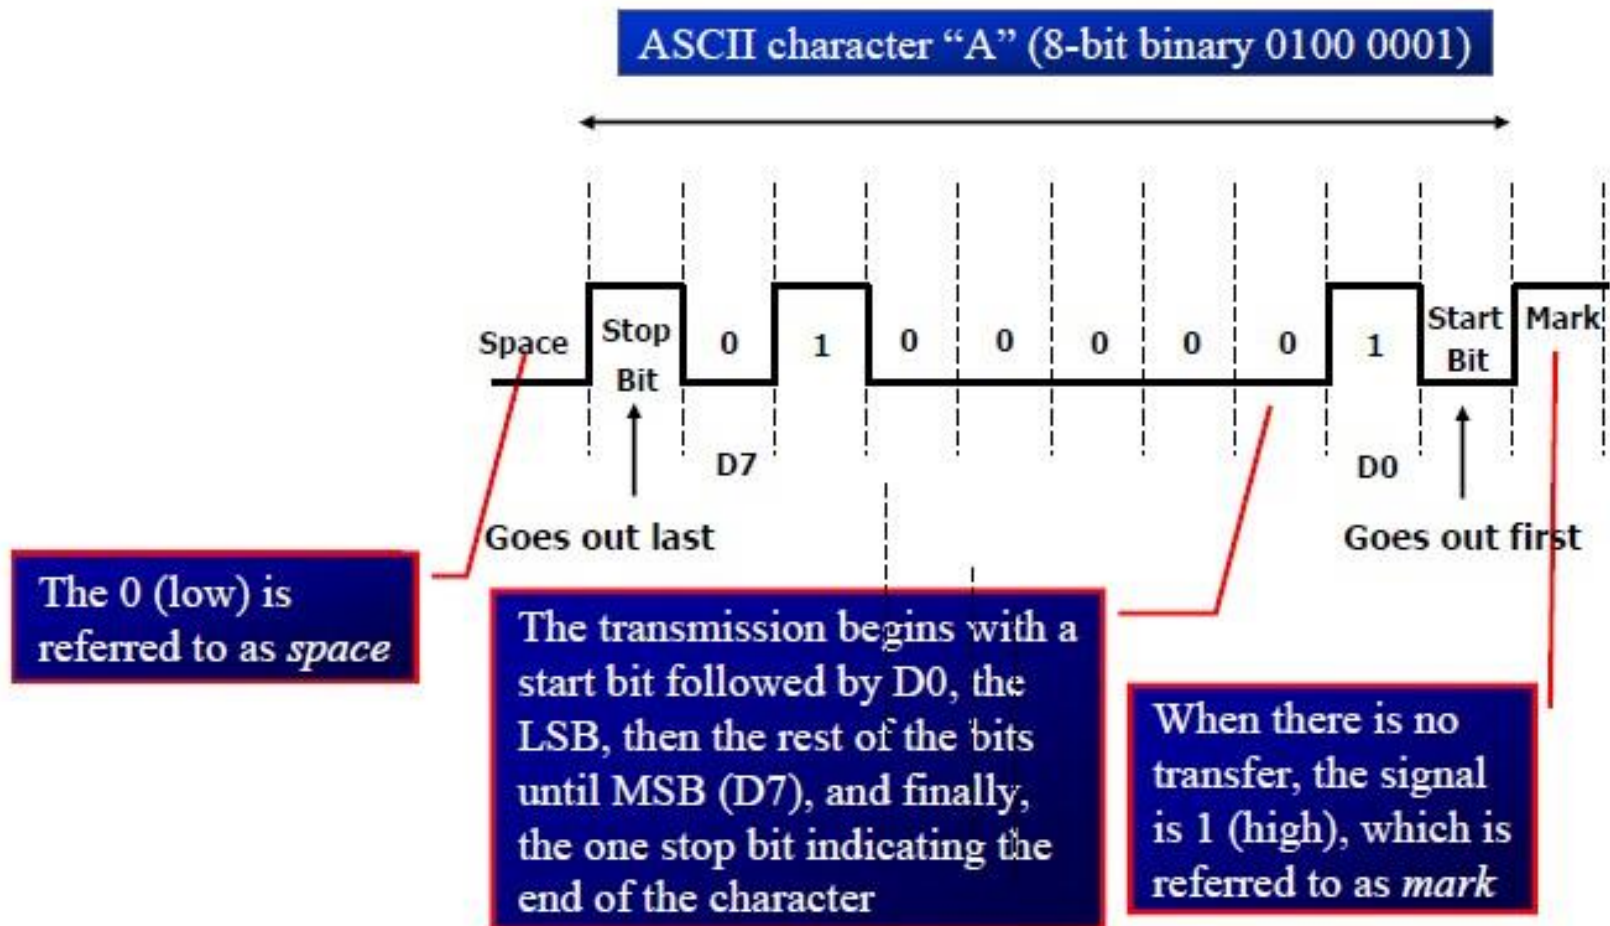 ASCII character “A” (8-bit binary 0100 0001)
Space
Stop
Bit
0
1
0
0
0
0
0
1
Start
Bit
Mark
D7
D0
Goes out last
Goes out first
The 0 (low) is
referred to as space
The transmission begins with a
start bit followed by D0, the
LSB, then the rest of the bits
until MSB (D7), and finally,
the one stop bit indicating the
end of the character
When there is no
transfer, the signal
is 1 (high), which is
referred to as mark